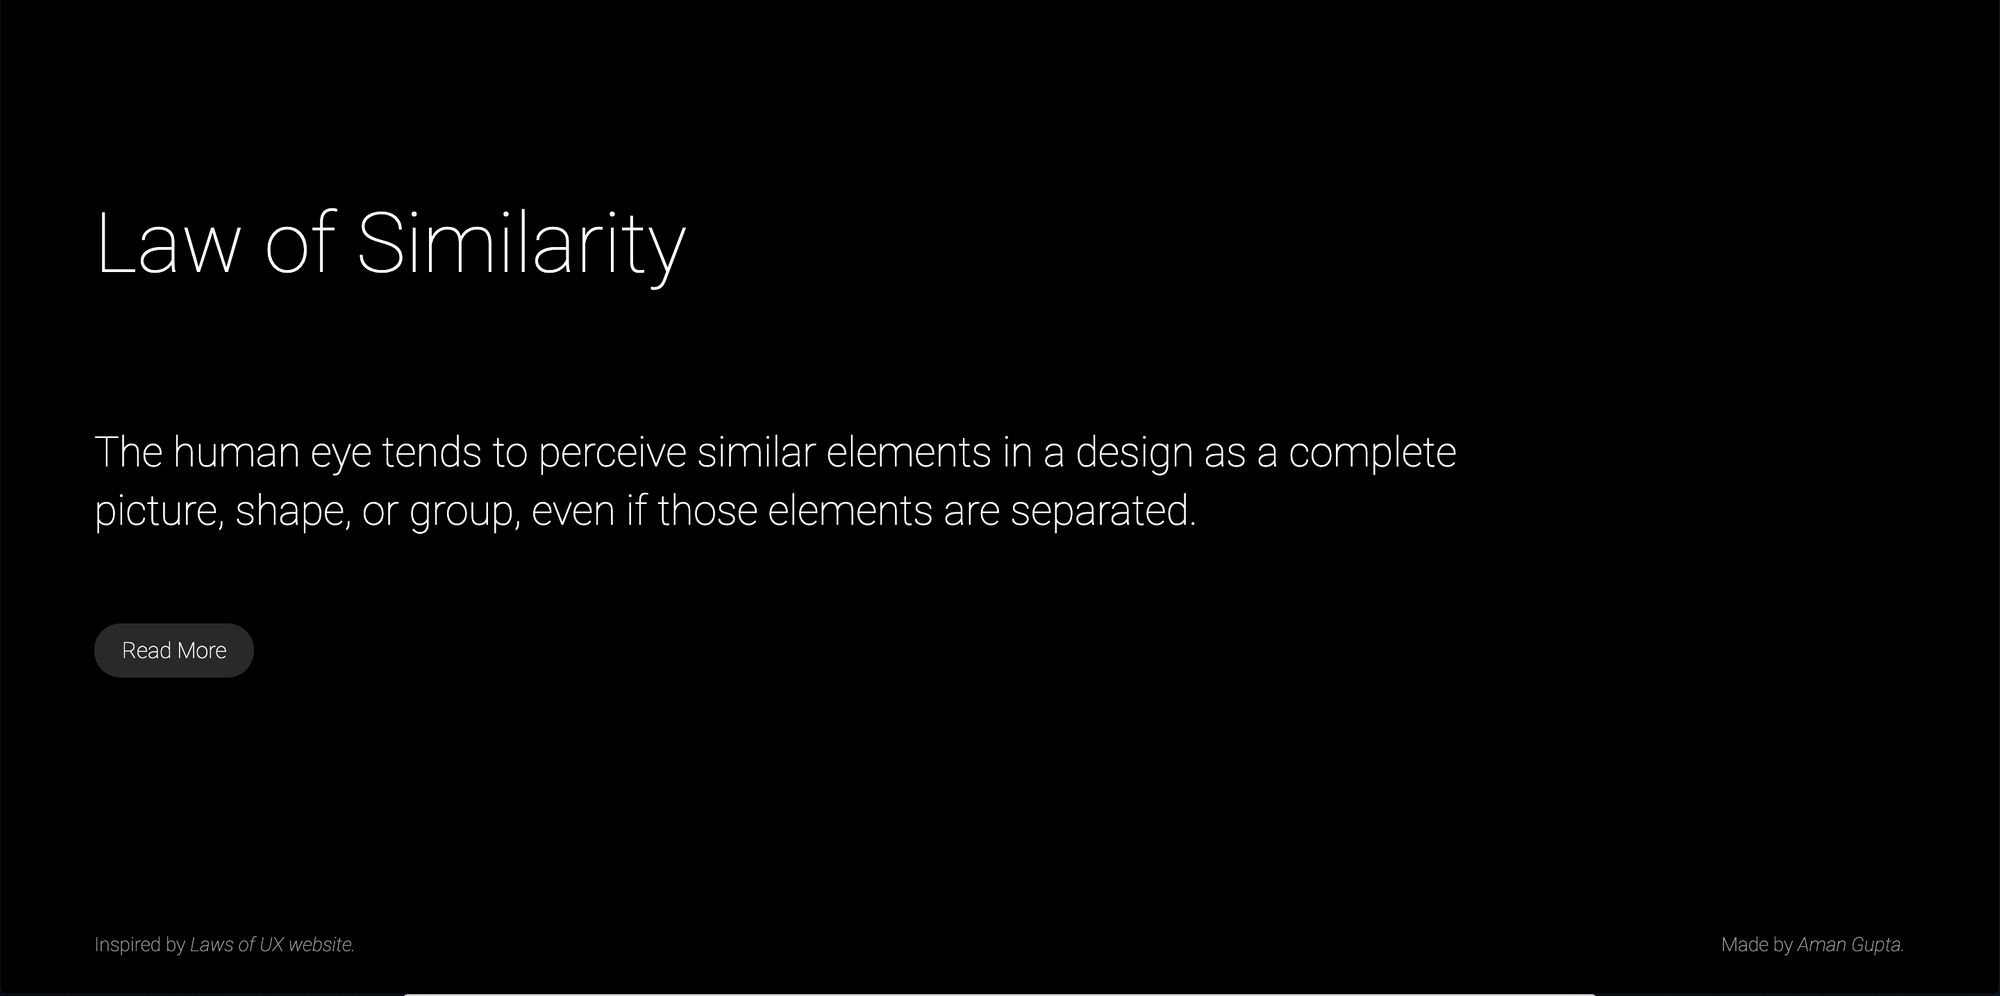 Law of Similarity
The human eye tends to perceive similar elements in a design as a complete
picture, shape, or group, even if those elements are separated.
Read More
Inspired by Laws of UX website.
Made by Aman Gupta.